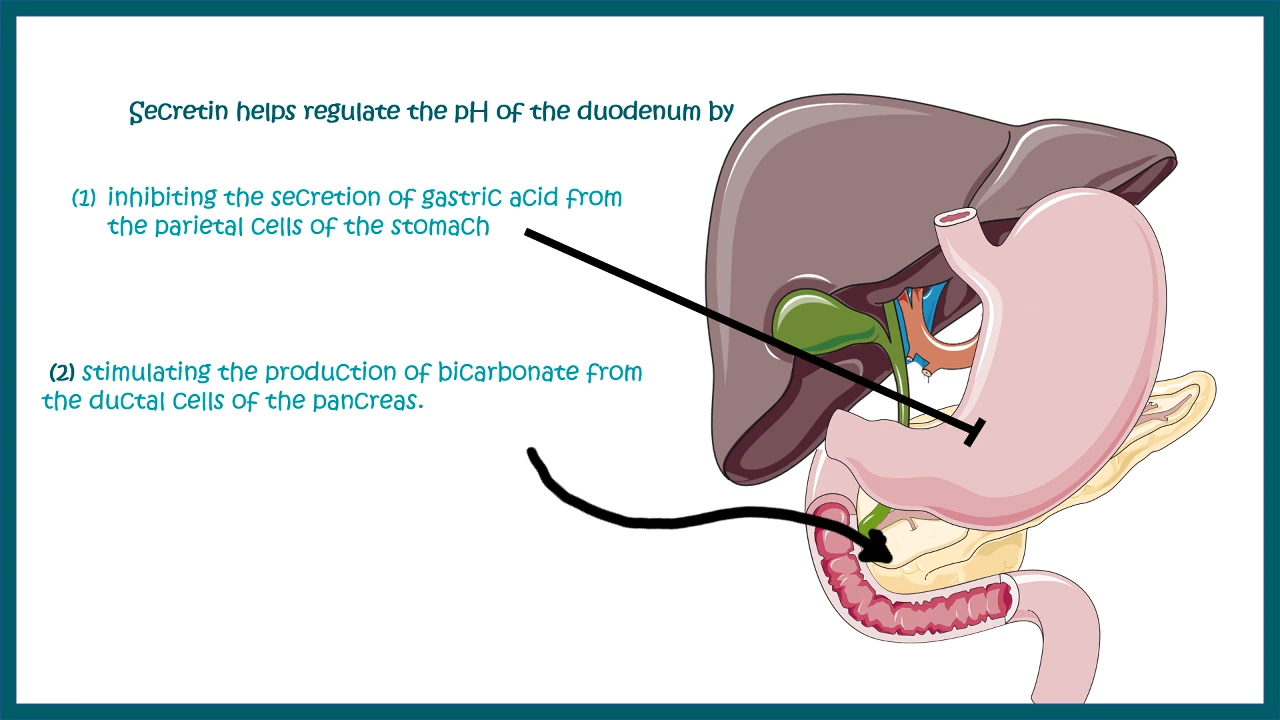 Secretin helps regulate the pH of the duodenum by
(1) inhibiting the secretion of gastric acid from
the parietal cells of the stomach
(2) stimulating the production of bicarbonate from
the ductal cells of the pancreas.